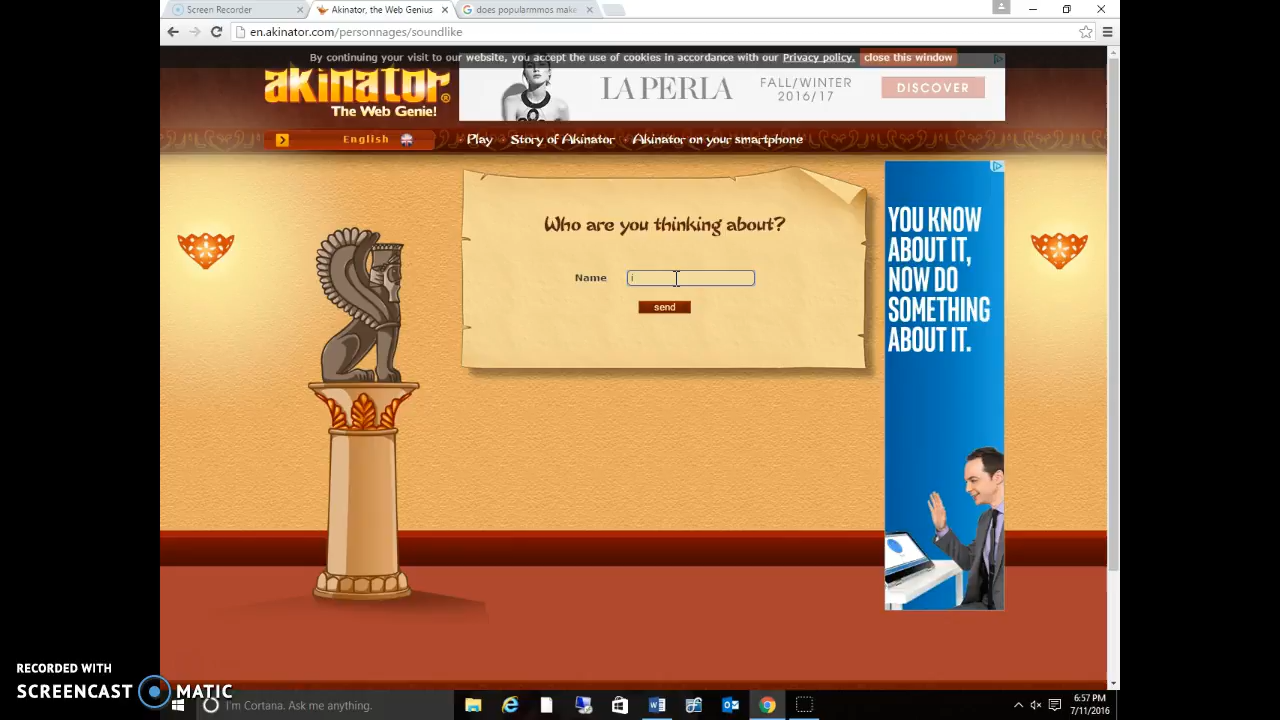 Screen Recorder
Akinator, the Web Genius
does popularmmos make
en.akinator.com/personnages/soundlike
By continuing your visit to our website, you accept the use of cookies in accordance with our Privacy policy.
close this window
akinator®
The Web Genie!
LA PERLA
FALL/WINTER
2016/17
DISCOVER
English
Play
Story of Akinator
Akinator on your smartphone
Who are you thinking about?
Name
i
send
YOU KNOW
ABOUT IT,
NOW DO
SOMETHING
ABOUT IT.
RECORDED WITH
SCREENCAST MATIC
I'm Cortana. Ask me anything.
6:57 PM
7/11/2016